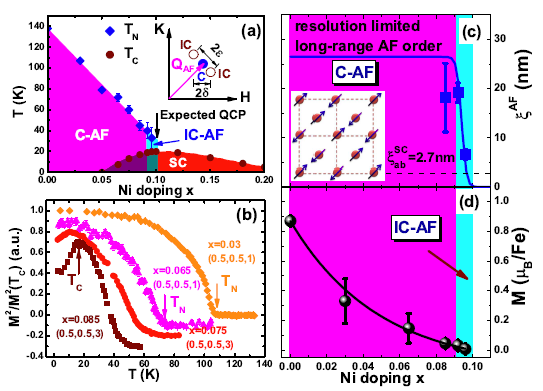 140
120
100
80
60
40
20
0
T (K)
T_N
T_C
(a)
K
H
IC
2ε
Q_AF
C
IC
2δ
Expected QCP
C-AF
IC-AF
SC
0.00
0.05
0.10
0.15
0.20
Ni doping x
(b)
1.0
0.8
0.6
0.4
0.2
0.0
-0.2
-0.4
M²/M²(T_C) (a.u.)
x=0.03
(0.5,0.5,1)
x=0.065
(0.5,0.5,1)
T_N
T_C
T_N
x=0.085
(0.5,0.5,3)
x=0.075
(0.5,0.5,3)
0
20
40
60
80
100
120
140
T (K)
resolution limited
long-range AF order
(c)
C-AF
ξ_ab^SC=2.7nm
30
20
10
0
ξ^AF (nm)
(d)
IC-AF
1.0
0.8
0.6
0.4
0.2
0.0
M (μ_B/Fe)
0.00
0.02
0.04
0.06
0.08
0.10
Ni doping x